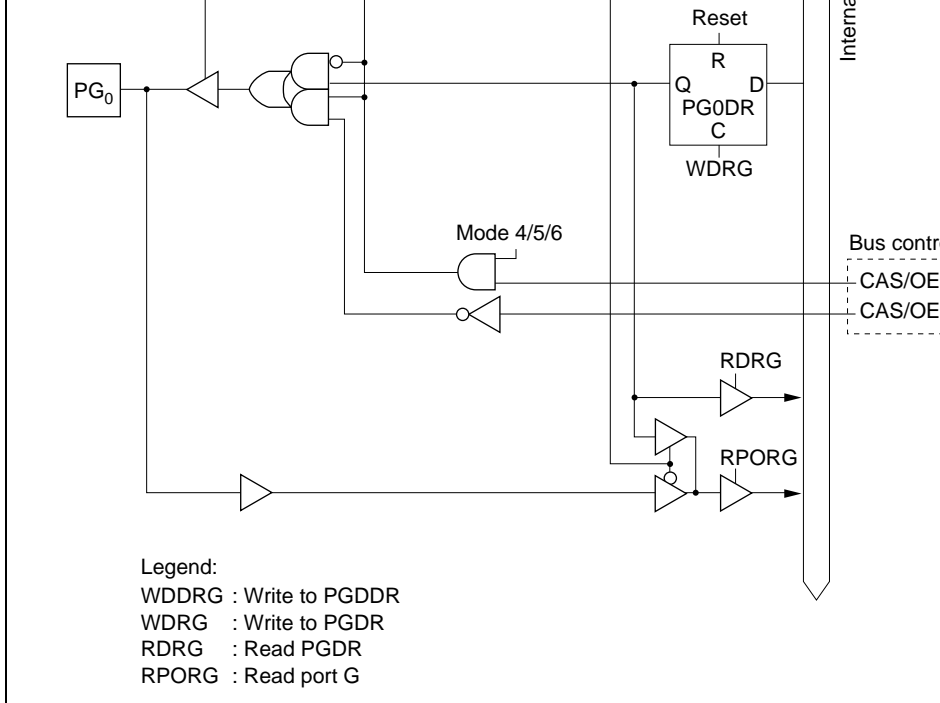 Reset
Interna
R
PG0
Q D
PG0DR
C
WDRG
Mode 4/5/6
Bus contr
CAS/OE
CAS/OE
RDRG
RPORG
Legend:
WDDRG : Write to PGDDR
WDRG : Write to PGDR
RDRG : Read PGDR
RPORG : Read port G